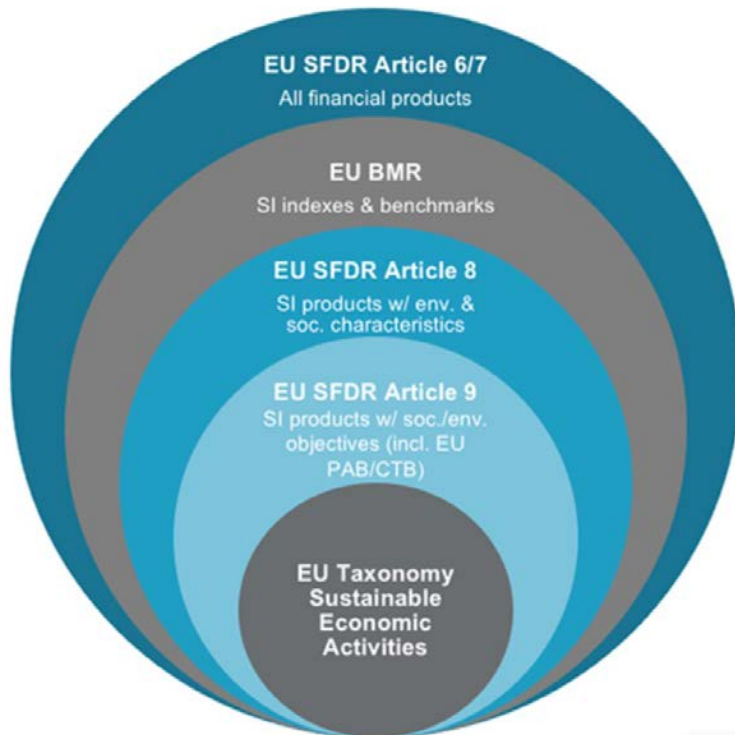 EU SFDR Article 6/7
All financial products
EU BMR
SI indexes & benchmarks
EU SFDR Article 8
SI products w/ env. &
soc. characteristics
EU SFDR Article 9
SI products w/ soc./env.
objectives (incl. EU
PAB/CTB)
EU Taxonomy
Sustainable
Economic
Activities